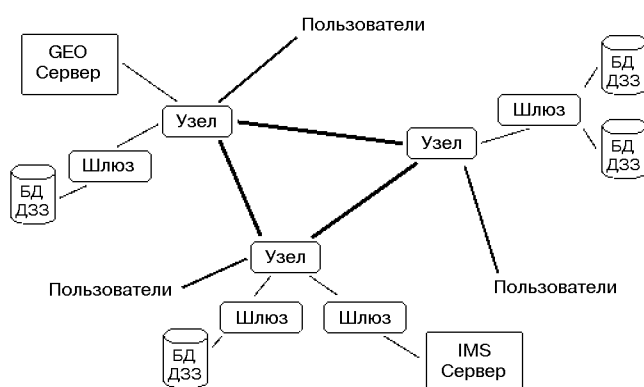 Пользователи
GEO
Сервер
БД
ДЗЗ
Шлюз
Узел
Узел
БД
ДЗЗ
Шлюз
БД
ДЗЗ
Узел
Пользователи
Пользователи
Шлюз
Шлюз
БД
ДЗЗ
IMS
Сервер